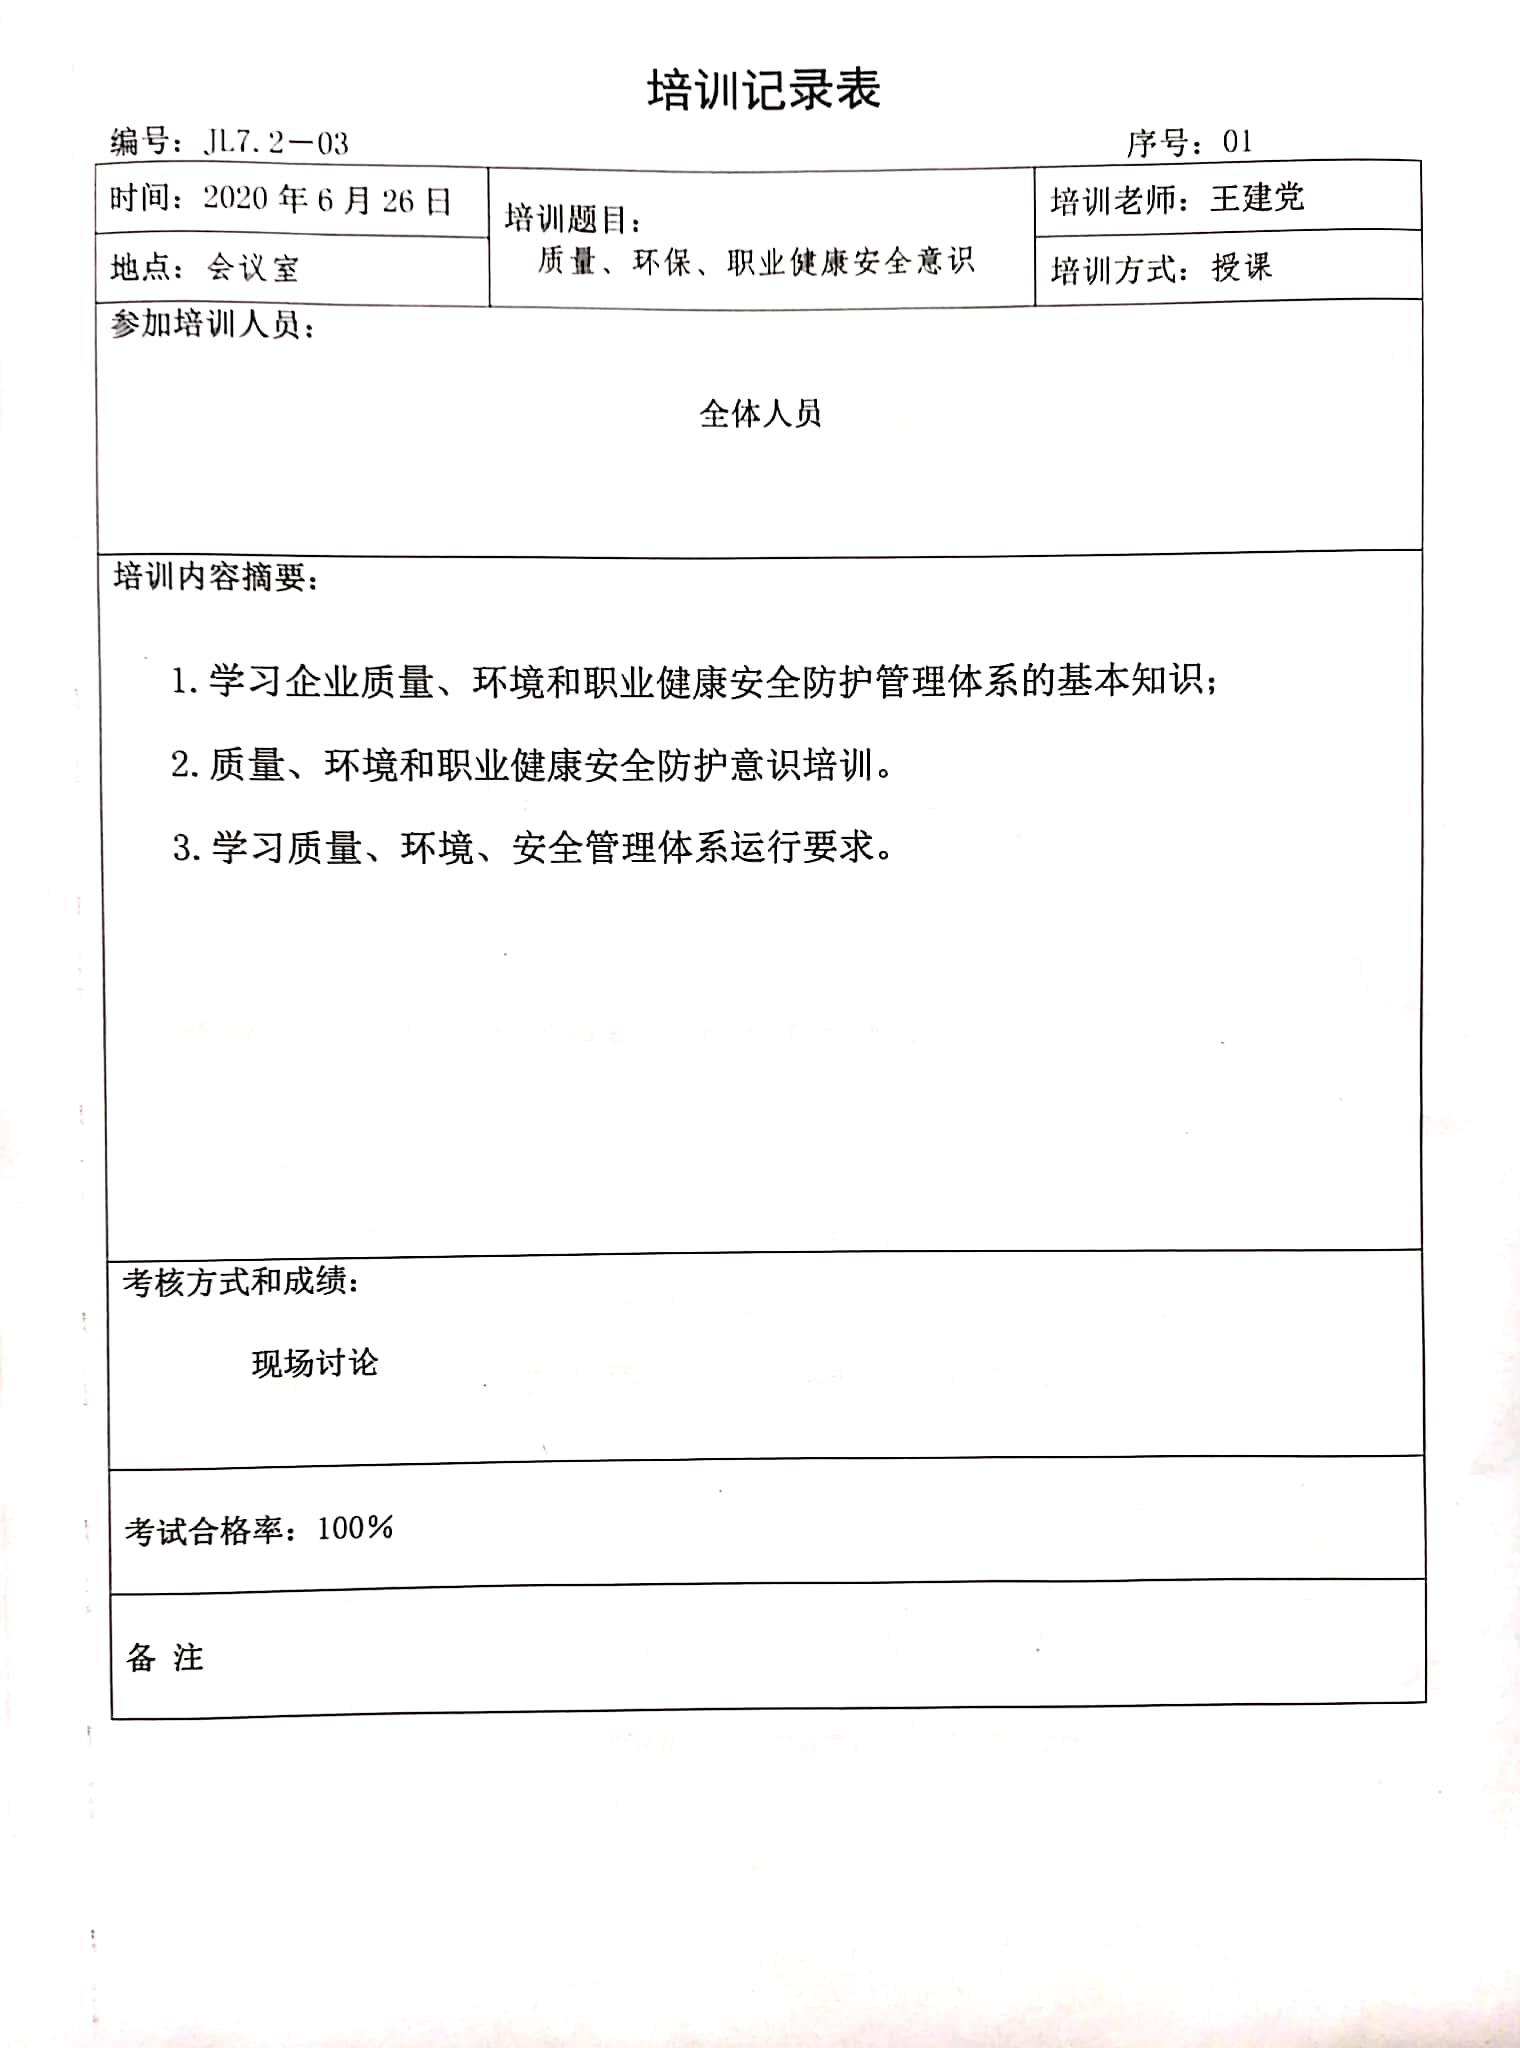 培训记录表
编号：JL7.2－03 序号：01
时间：2020 年 6 月 26 日
培训题目：
质量、环保、职业健康安全意识
培训老师：王建党
地点：会议室
培训方式：授课
参加培训人员：
全体人员
培训内容摘要：
1.学习企业质量、环境和职业健康安全防护管理体系的基本知识；
2.质量、环境和职业健康安全防护意识培训。
3.学习质量、环境、安全管理体系运行要求。
考核方式和成绩：
现场讨论
考试合格率：100%
备 注